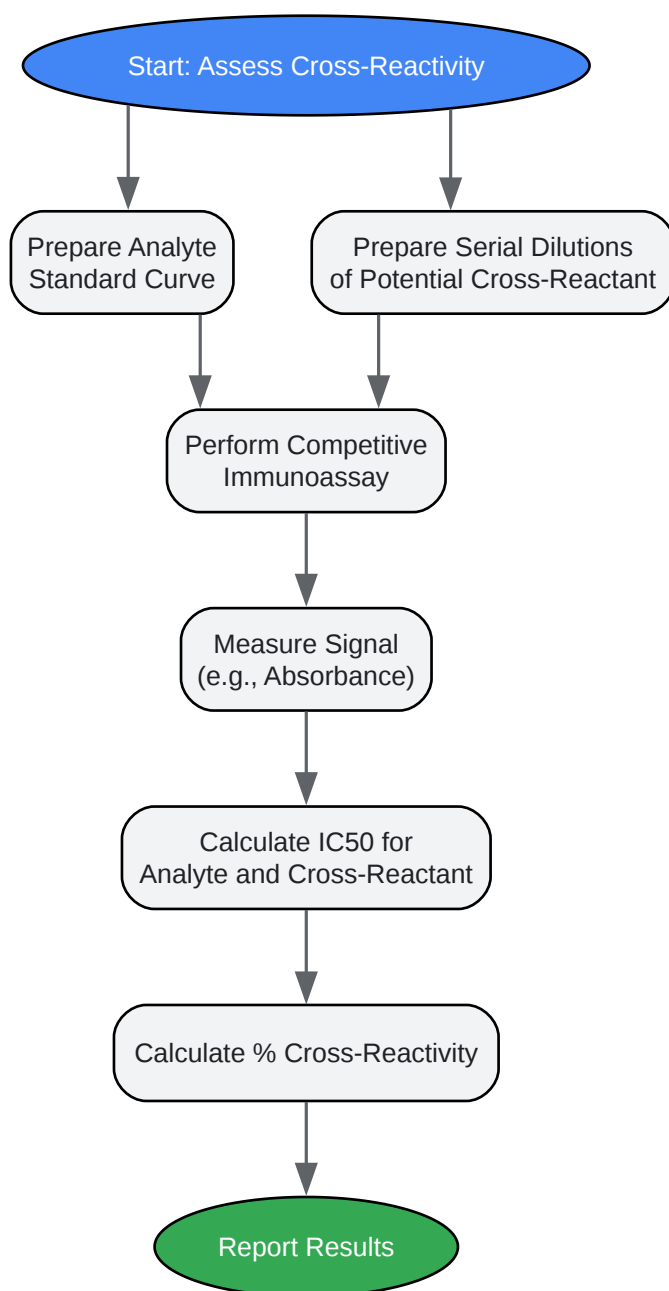 Start: Assess Cross-Reactivity
Prepare Analyte
Standard Curve
Prepare Serial Dilutions
of Potential Cross-Reactant
Perform Competitive
Immunoassay
Measure Signal
(e.g., Absorbance)
Calculate IC50 for
Analyte and Cross-Reactant
Calculate % Cross-Reactivity
Report Results